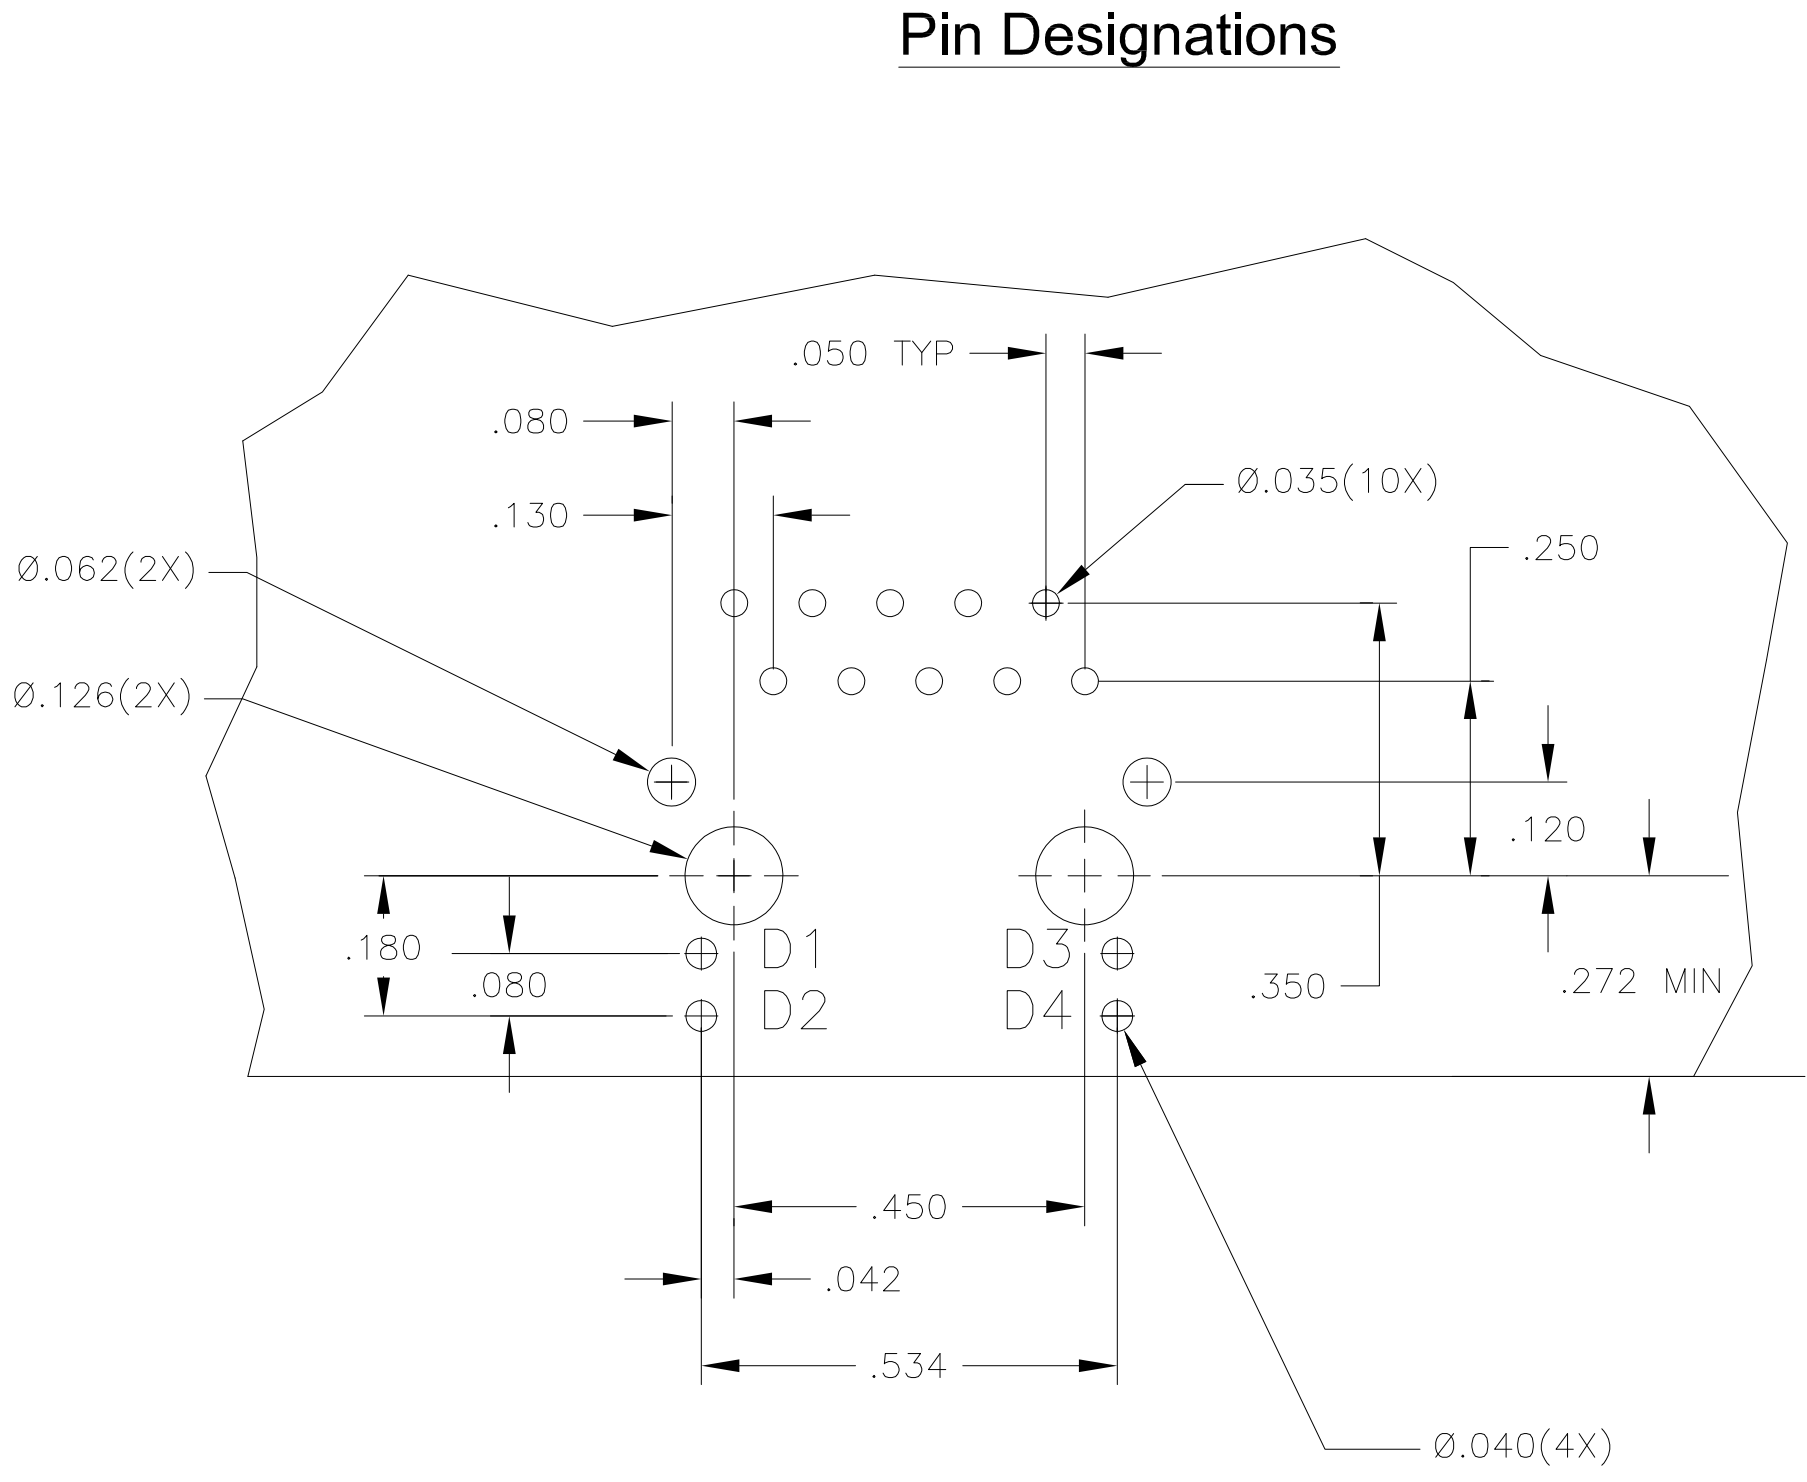 Pin Designations
.050 TYP
.080
.130
Ø.035(10X)
.250
Ø.062(2X)
Ø.126(2X)
.120
.180
D1
D3
.080
.350
.272 MIN
D2
D4
.450
.042
.534
Ø.040(4X)